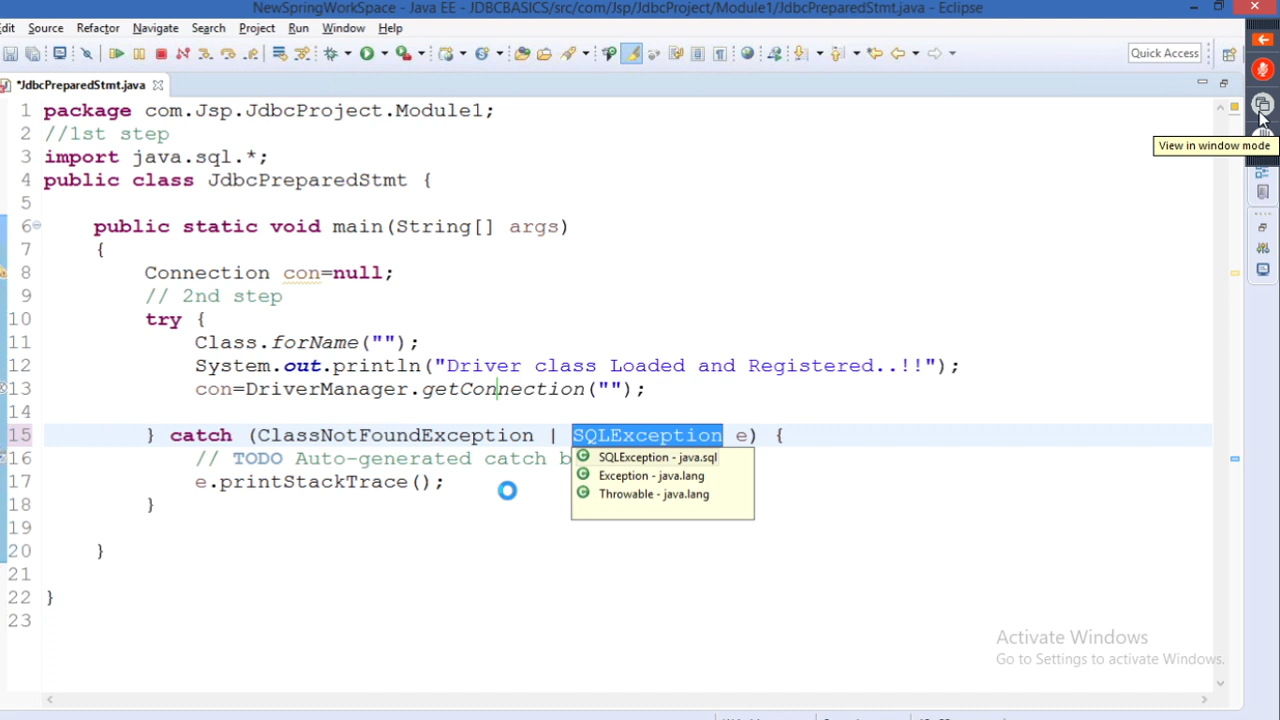 NewSpringWorkSpace - Java EE - JDBCBASICS/src/com/Jsp/JdbcProject/Module1/JdbcPreparedStmt.java - Eclipse
dit Source Refactor Navigate Search Project Run Window Help
Quick Access
*JdbcPreparedStmt.java
View in window mode
1 package com.Jsp.JdbcProject.Module1;
2 //1st step
3 import java.sql.*;
4 public class JdbcPreparedStmt {
5
6 public static void main(String[] args)
7 {
8 Connection con=null;
9 // 2nd step
10 try {
11 Class.forName("");
12 System.out.println("Driver class Loaded and Registered..!!");
13 con=DriverManager.getConnection("");
14
15 } catch (ClassNotFoundException | SQLException e) {
16 // TODO Auto-generated catch b
17 e.printStackTrace();
18 }
19
20 }
21
22 }
23
SQLException - java.sql
Exception - java.lang
Throwable - java.lang
Activate Windows
Go to Settings to activate Windows.